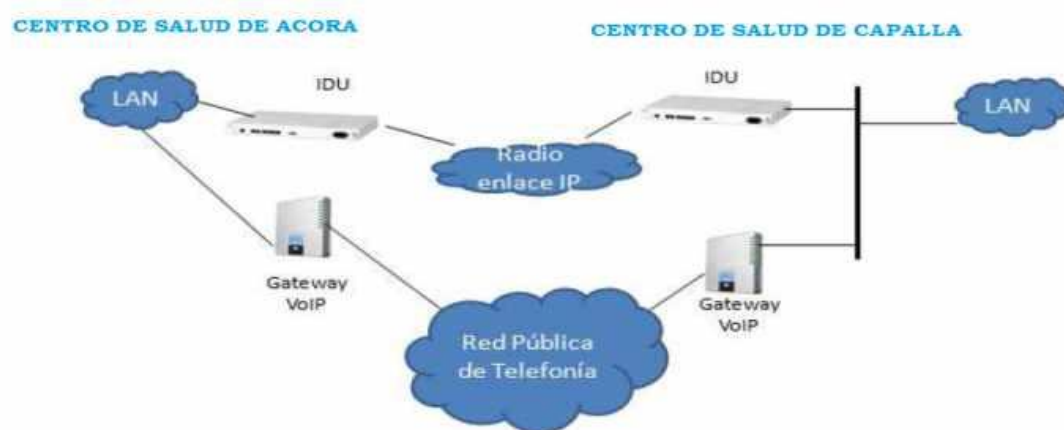 CENTRO DE SALUD DE ACORA
CENTRO DE SALUD DE CAPALLA
IDU
IDU
LAN
LAN
Radio
enlace IP
Gateway
VoIP
Gateway
VoIP
Red Pública
de Telefonía